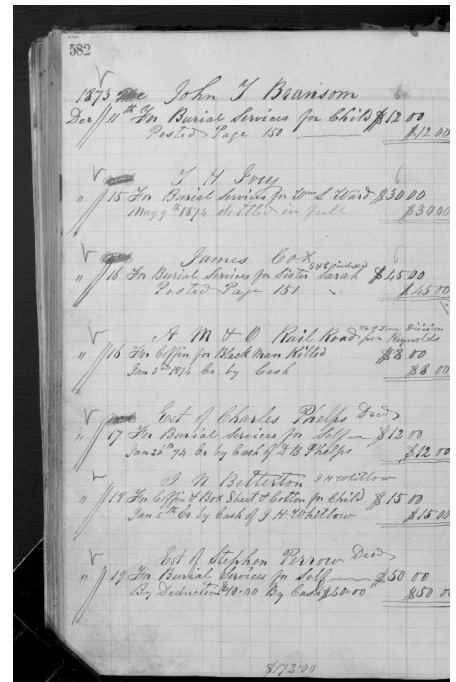 582
1873 John T Bransom
Dec 11th For Burial Services for Child $12 00
Posted Page 150 $12 00
T H Ivey
" 15 For Burial Services for Wm L Ward $30 00
May 9th 1874 Settled in full $30 00
James Cox
" 16 For Burial Services for Sister Sarah $45 00
Posted Page 151 $45 00
A M & O Rail Road per Reynolds
" 16 For Coffin for Black Man Killed $8 00
Jan 3rd 1874 Cr by Cash $8 00
Est of Charles Phelps Decd
" 17 For Burial Services for Self $12 00
Jan 26 74 Cr by Cash of D B Phelps $12 00
J N Betterton J H Whitlow
" 18 For Coffin & Box Sheet & Cotton for Child $15 00
Jan 5th Cr by Cash of J H Whitlow $15 00
Est of Stephen Perrow Decd
" 19 For Burial Services for Self $50 00
By Deduction $10.00 By Cash $40.00 $50 00
$172.00